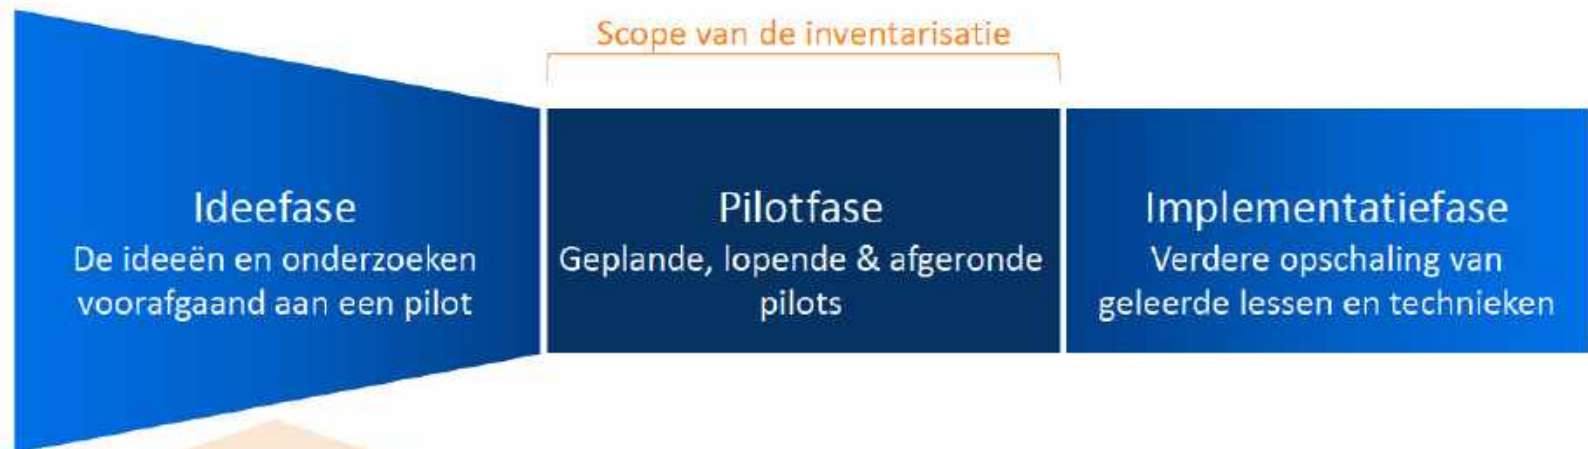 Scope van de inventarisatie
Ideefase
De ideeën en onderzoeken
voorafgaand aan een pilot
Pilotfase
Geplande, lopende & afgeronde
pilots
Implementatiefase
Verdere opschaling van
geleerde lessen en technieken